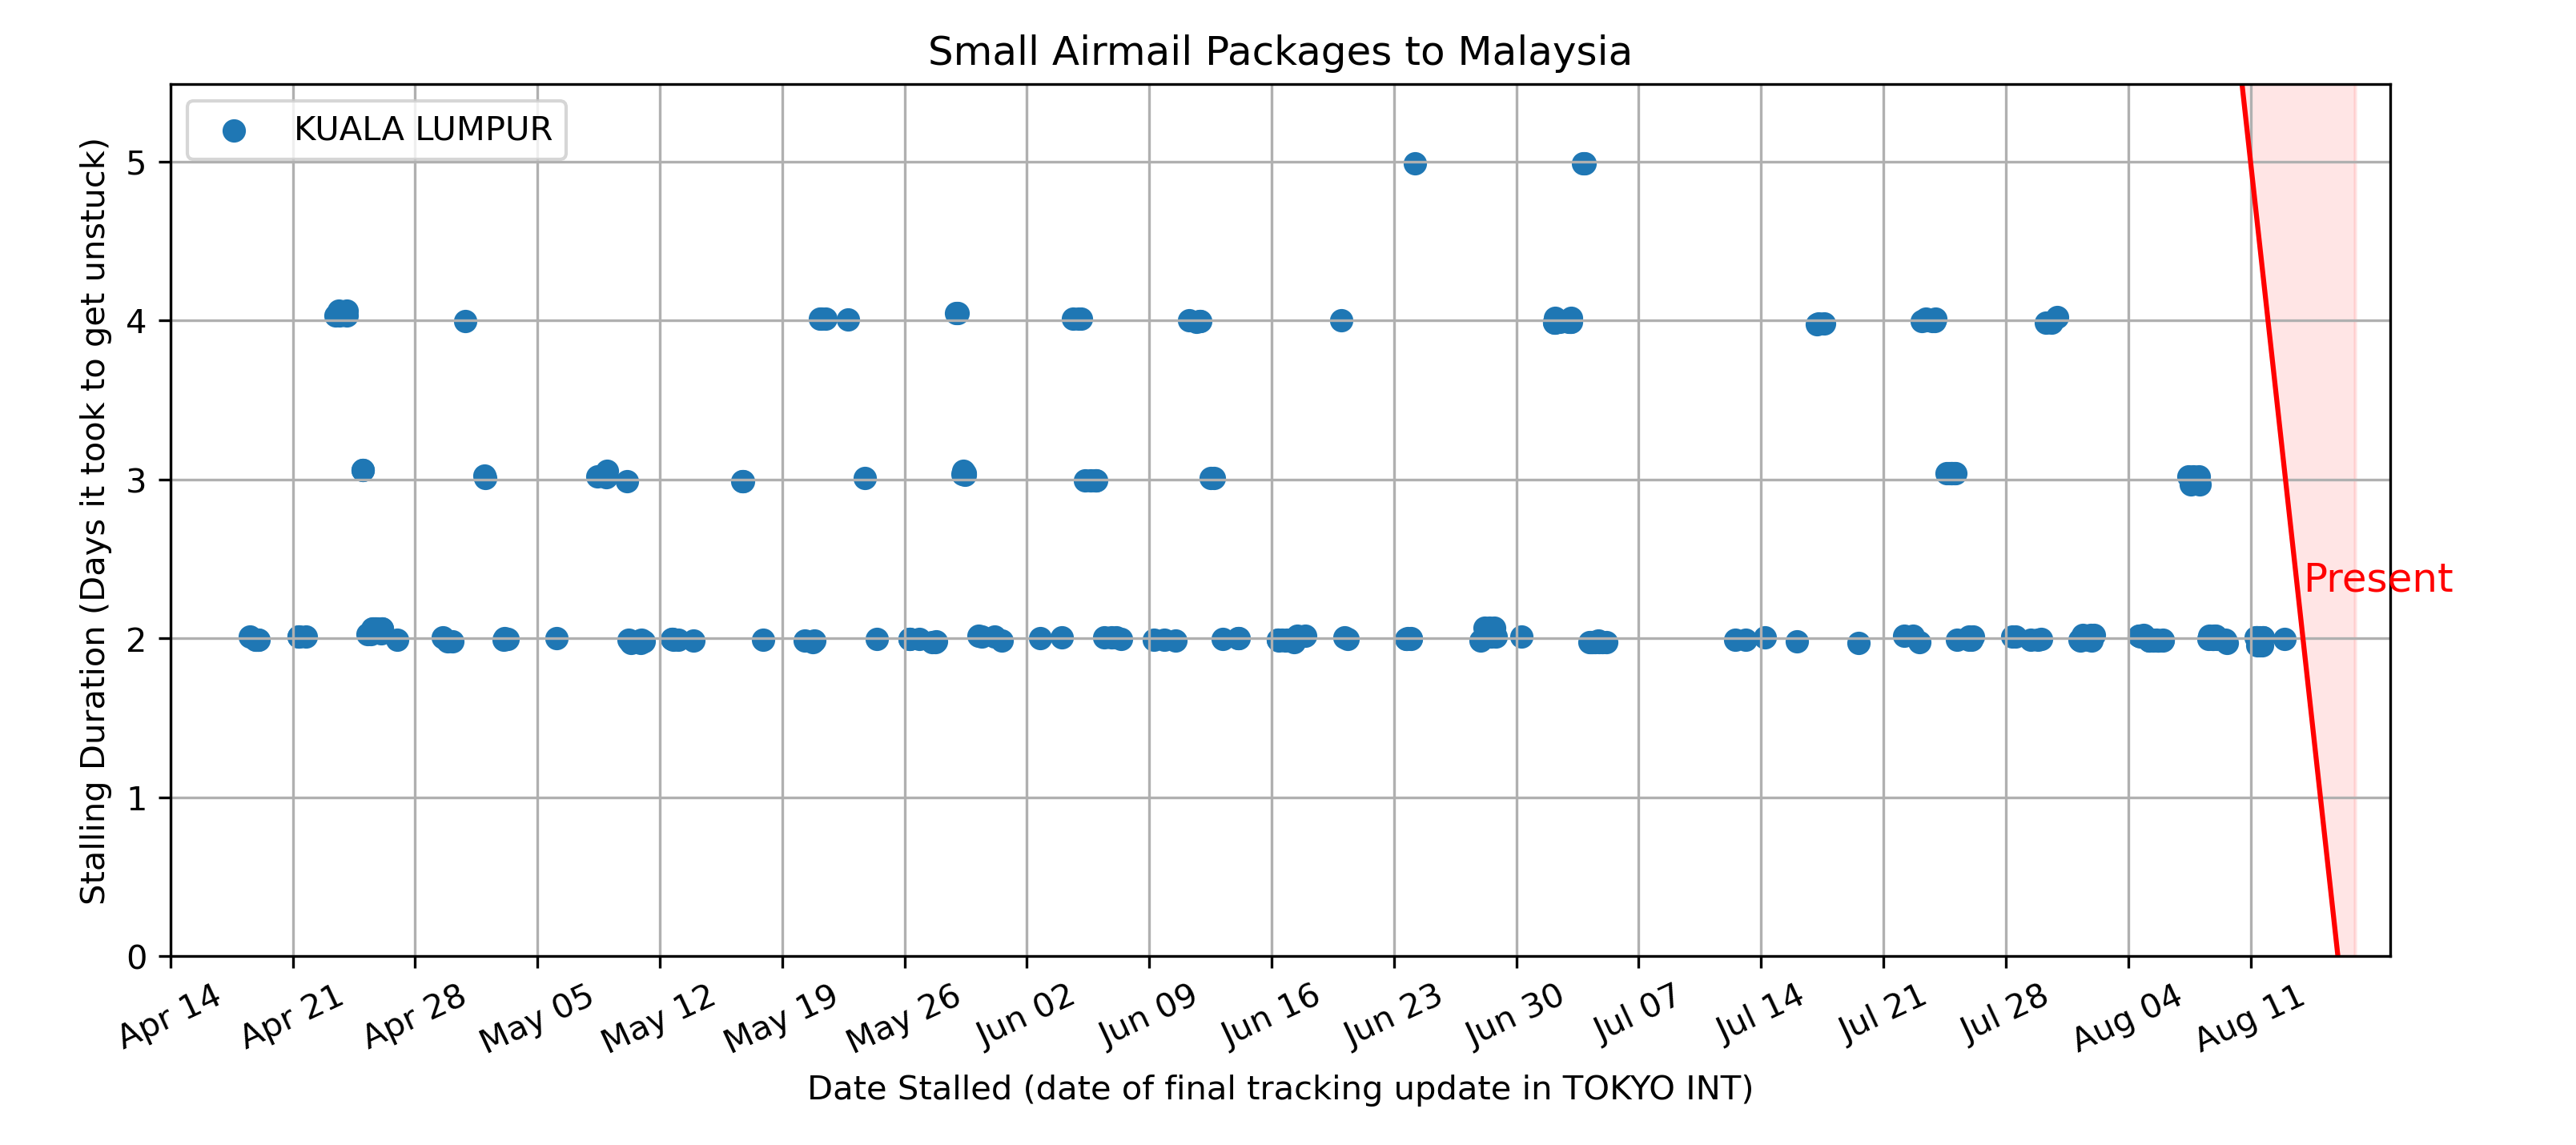 Small Airmail Packages to Malaysia
KUALA LUMPUR
Stalling Duration (Days it took to get unstuck)
5
4
3
2
1
0
Present
Apr 14
Apr 21
Apr 28
May 05
May 12
May 19
May 26
Jun 02
Jun 09
Jun 16
Jun 23
Jun 30
Jul 07
Jul 14
Jul 21
Jul 28
Aug 04
Aug 11
Date Stalled (date of final tracking update in TOKYO INT)